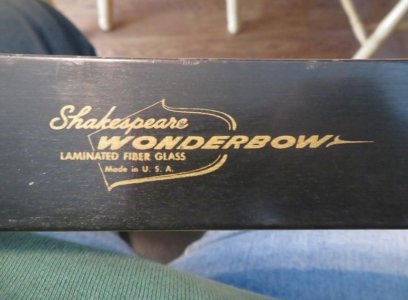 Shakespeare
WONDERBOW
LAMINATED FIBER GLASS
Made in U. S. A.